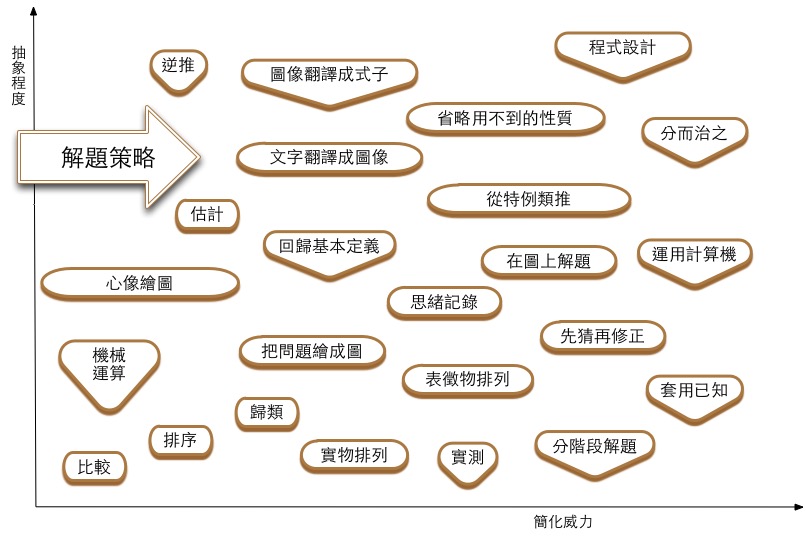 抽象程度
逆推
圖像翻譯成式子
程式設計
省略用不到的性質
分而治之
解題策略
文字翻譯成圖像
從特例類推
估計
回歸基本定義
在圖上解題
運用計算機
心像繪圖
思緒記錄
先猜再修正
機械
運算
把問題繪成圖
表徵物排列
套用已知
歸類
排序
實物排列
實測
分階段解題
比較
簡化威力